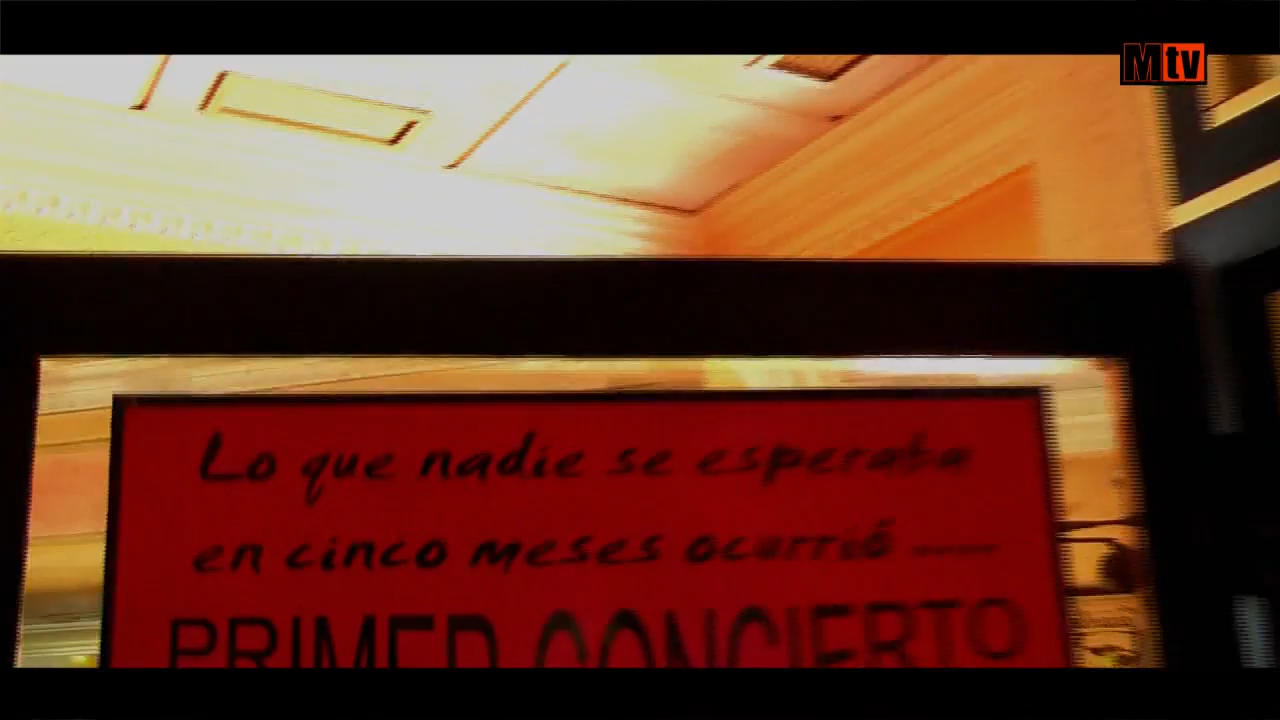 Mtv
Lo que nadie se esperaba
en cinco meses ocurrió ......
PRIMER CONCIERTO